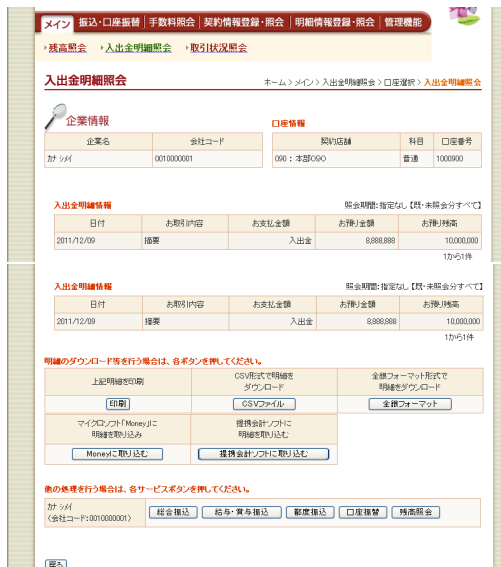 メイン 振込・口座振替 手数料照会 契約情報登録・照会 明細情報登録・照会 管理機能
残高照会 入出金明細照会 取引状況照会
入出金明細照会
ホーム > メイン > 入出金明細照会 > 口座選択 > 入出金明細照会
企業情報
口座情報
企業名 会社コード
契約店舗 科目 口座番号
カナ シメイ 0010000001
090 : 本部090 普通 1000900
入出金明細情報
照会期間:指定なし【既・未照会分すべて】
日付 お取引内容 お支払金額 お預り金額 お預り残高
2011/12/09 摘要 入出金 8,888,888 10,000,000
1から1件
入出金明細情報
照会期間:指定なし【既・未照会分すべて】
日付 お取引内容 お支払金額 お預り金額 お預り残高
2011/12/09 摘要 入出金 8,888,888 10,000,000
1から1件
明細のダウンロード等を行う場合は、各ボタンを押してください。
上記明細を印刷
CSV形式で明細を
ダウンロード
全銀フォーマット形式で
明細をダウンロード
印刷 CSVファイル 全銀フォーマット
マイクロソフト「Money」に
明細を取り込み
提携会計ソフトに
明細を取り込む
Moneyに取り込む 提携会計ソフトに取り込む
他の処理を行う場合は、各サービスボタンを押してください。
カナ シメイ
〈会社コード:0010000001〉
総合振込 給与・賞与振込 都度振込 口座振替 残高照会
戻る